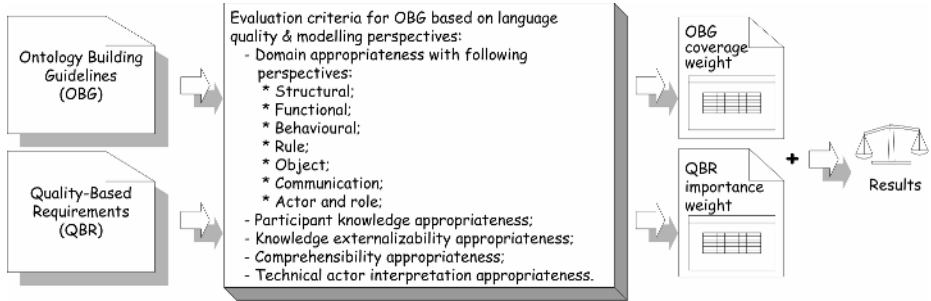 Ontology Building
Guidelines
(OBG)
Quality-Based
Requirements
(QBR)
Evaluation criteria for OBG based on language
quality & modelling perspectives:
- Domain appropriateness with following
perspectives:
* Structural;
* Functional;
* Behavioural;
* Rule;
* Object;
* Communication;
* Actor and role;
- Participant knowledge appropriateness;
- Knowledge externalizability appropriateness;
- Comprehensibility appropriateness;
- Technical actor interpretation appropriateness.
OBG
coverage
weight
QBR
importance
weight
+
Results